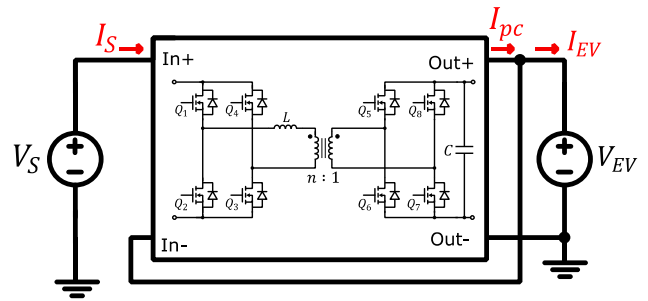 I_S
I_pc
I_EV
In+
Out+
Q_1
Q_4
L
Q_5
Q_8
V_S
+
C
+
V_EV
n : 1
Q_2
Q_3
Q_6
Q_7
In-
Out-